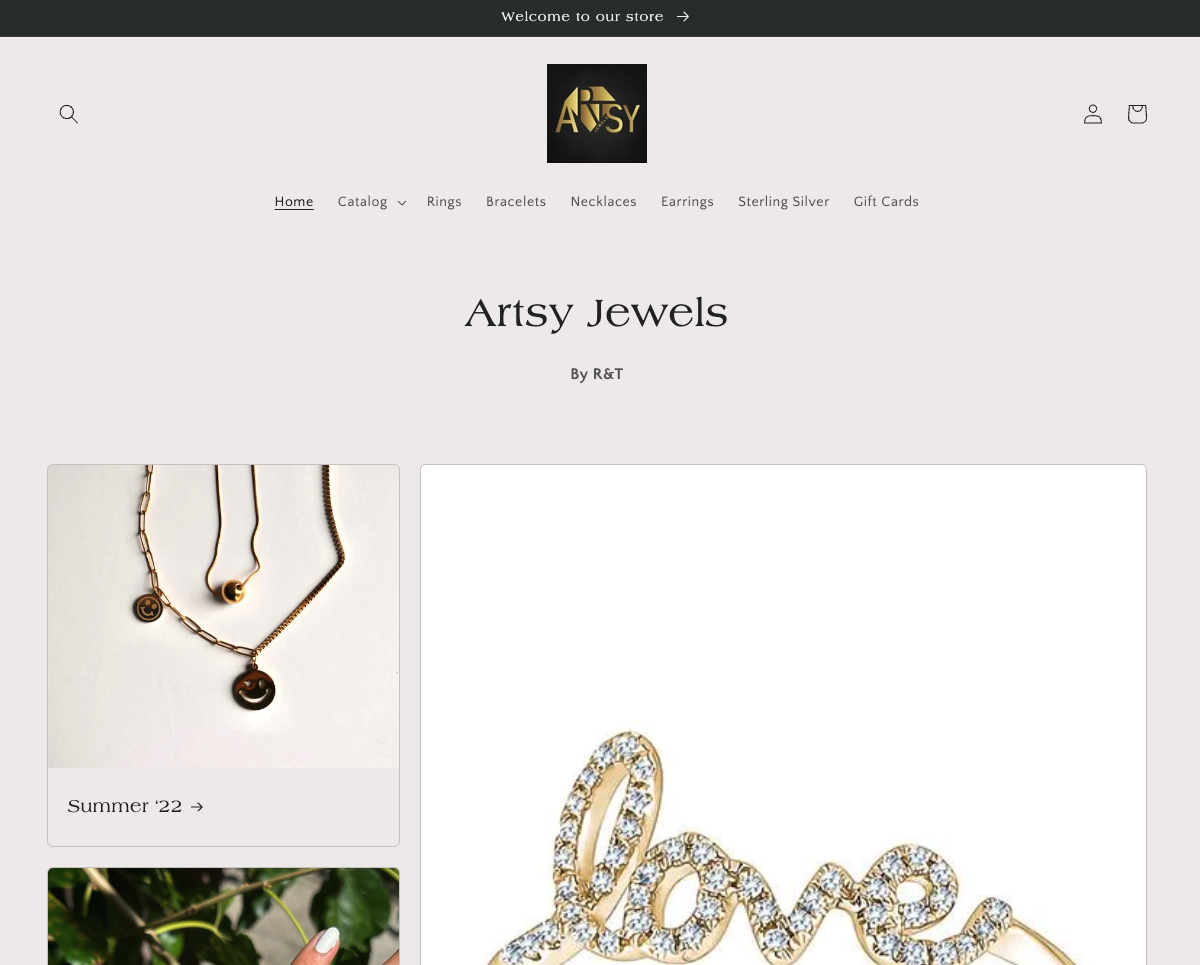 Welcome to our store
ARTSY
Home Catalog Rings Bracelets Necklaces Earrings Sterling Silver Gift Cards
Artsy Jewels
By R&T
Summer ‘22
love